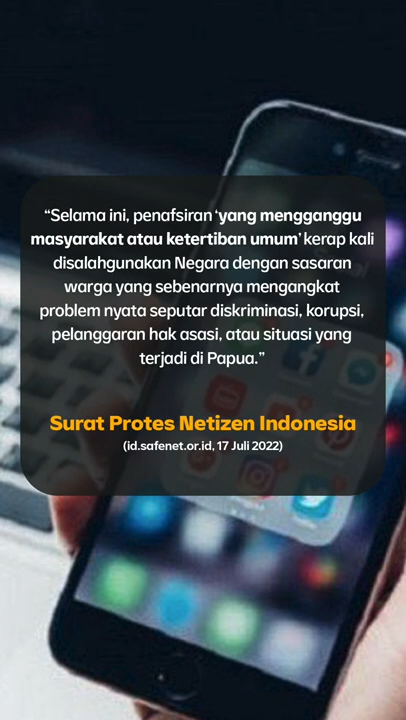 “Selama ini, penafsiran ‘yang mengganggu
masyarakat atau ketertiban umum’ kerap kali
disalahgunakan Negara dengan sasaran
warga yang sebenarnya mengangkat
problem nyata seputar diskriminasi, korupsi,
pelanggaran hak asasi, atau situasi yang
terjadi di Papua.”
Surat Protes Netizen Indonesia
(id.safenet.or.id, 17 Juli 2022)